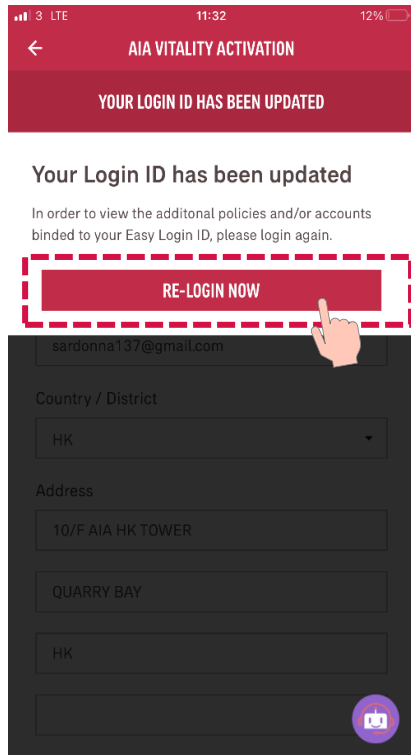 3 LTE 11:32 12%
AIA VITALITY ACTIVATION
YOUR LOGIN ID HAS BEEN UPDATED
Your Login ID has been updated
In order to view the additonal policies and/or accounts
binded to your Easy Login ID, please login again.
RE-LOGIN NOW
sardonna137@gmail.com
Country / District
HK
Address
10/F AIA HK TOWER
QUARRY BAY
HK